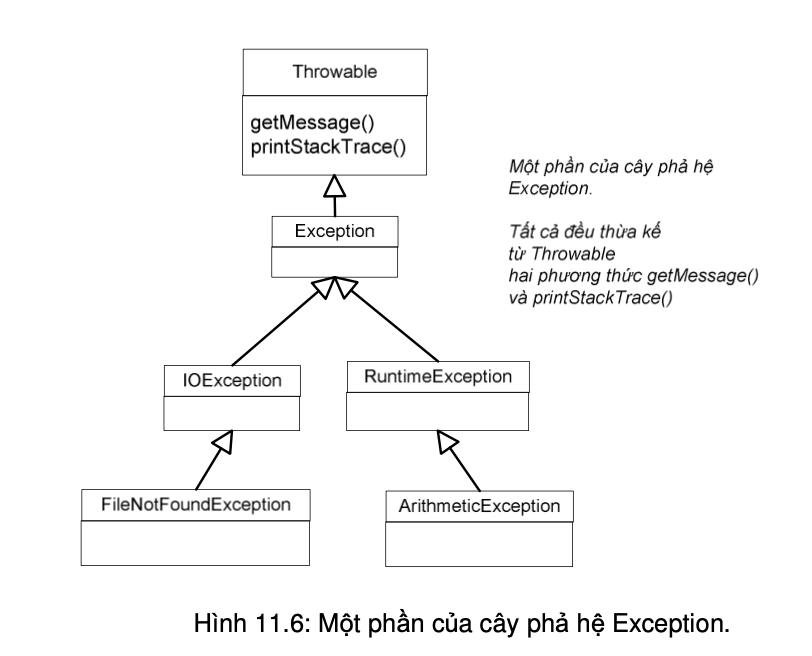 Throwable
getMessage()
printStackTrace()
Một phần của cây phả hệ
Exception.
Exception
Tất cả đều thừa kế
từ Throwable
hai phương thức getMessage()
và printStackTrace()
IOException
RuntimeException
FileNotFoundException
ArithmeticException
Hình 11.6: Một phần của cây phả hệ Exception.